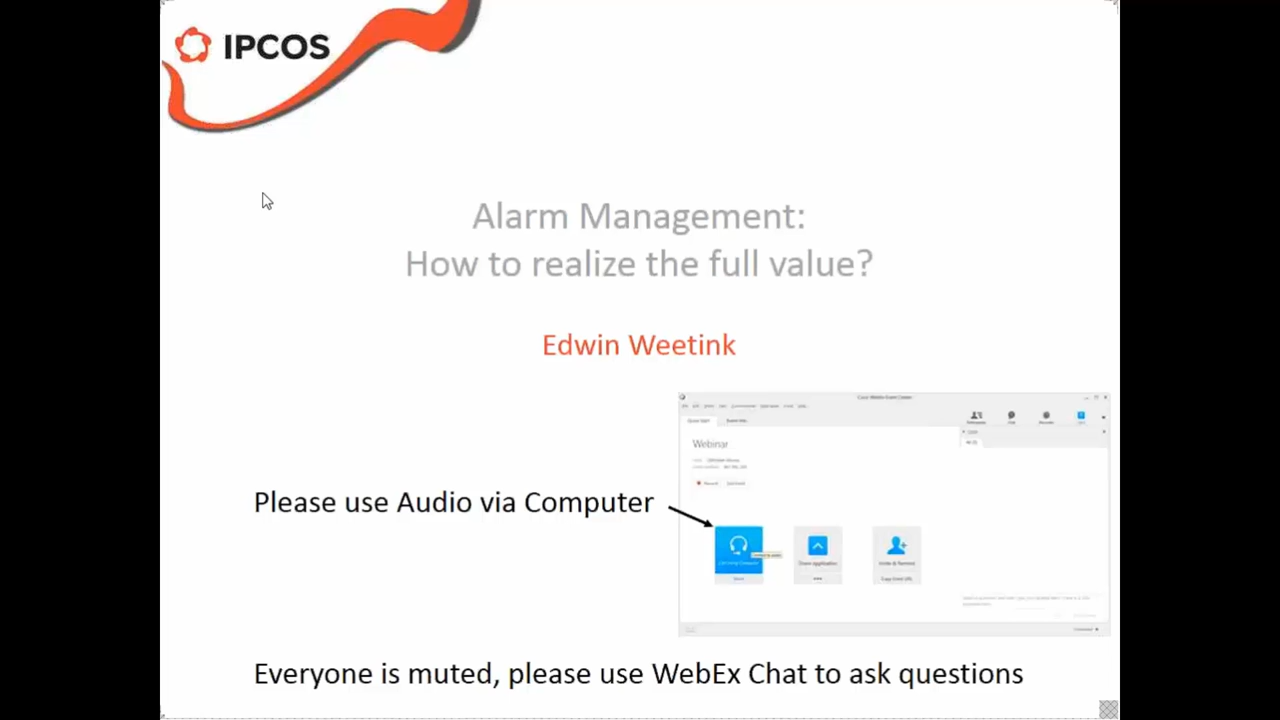 IPCOS
Alarm Management:
How to realize the full value?
Edwin Weetink
Webinar
Please use Audio via Computer
Everyone is muted, please use WebEx Chat to ask questions